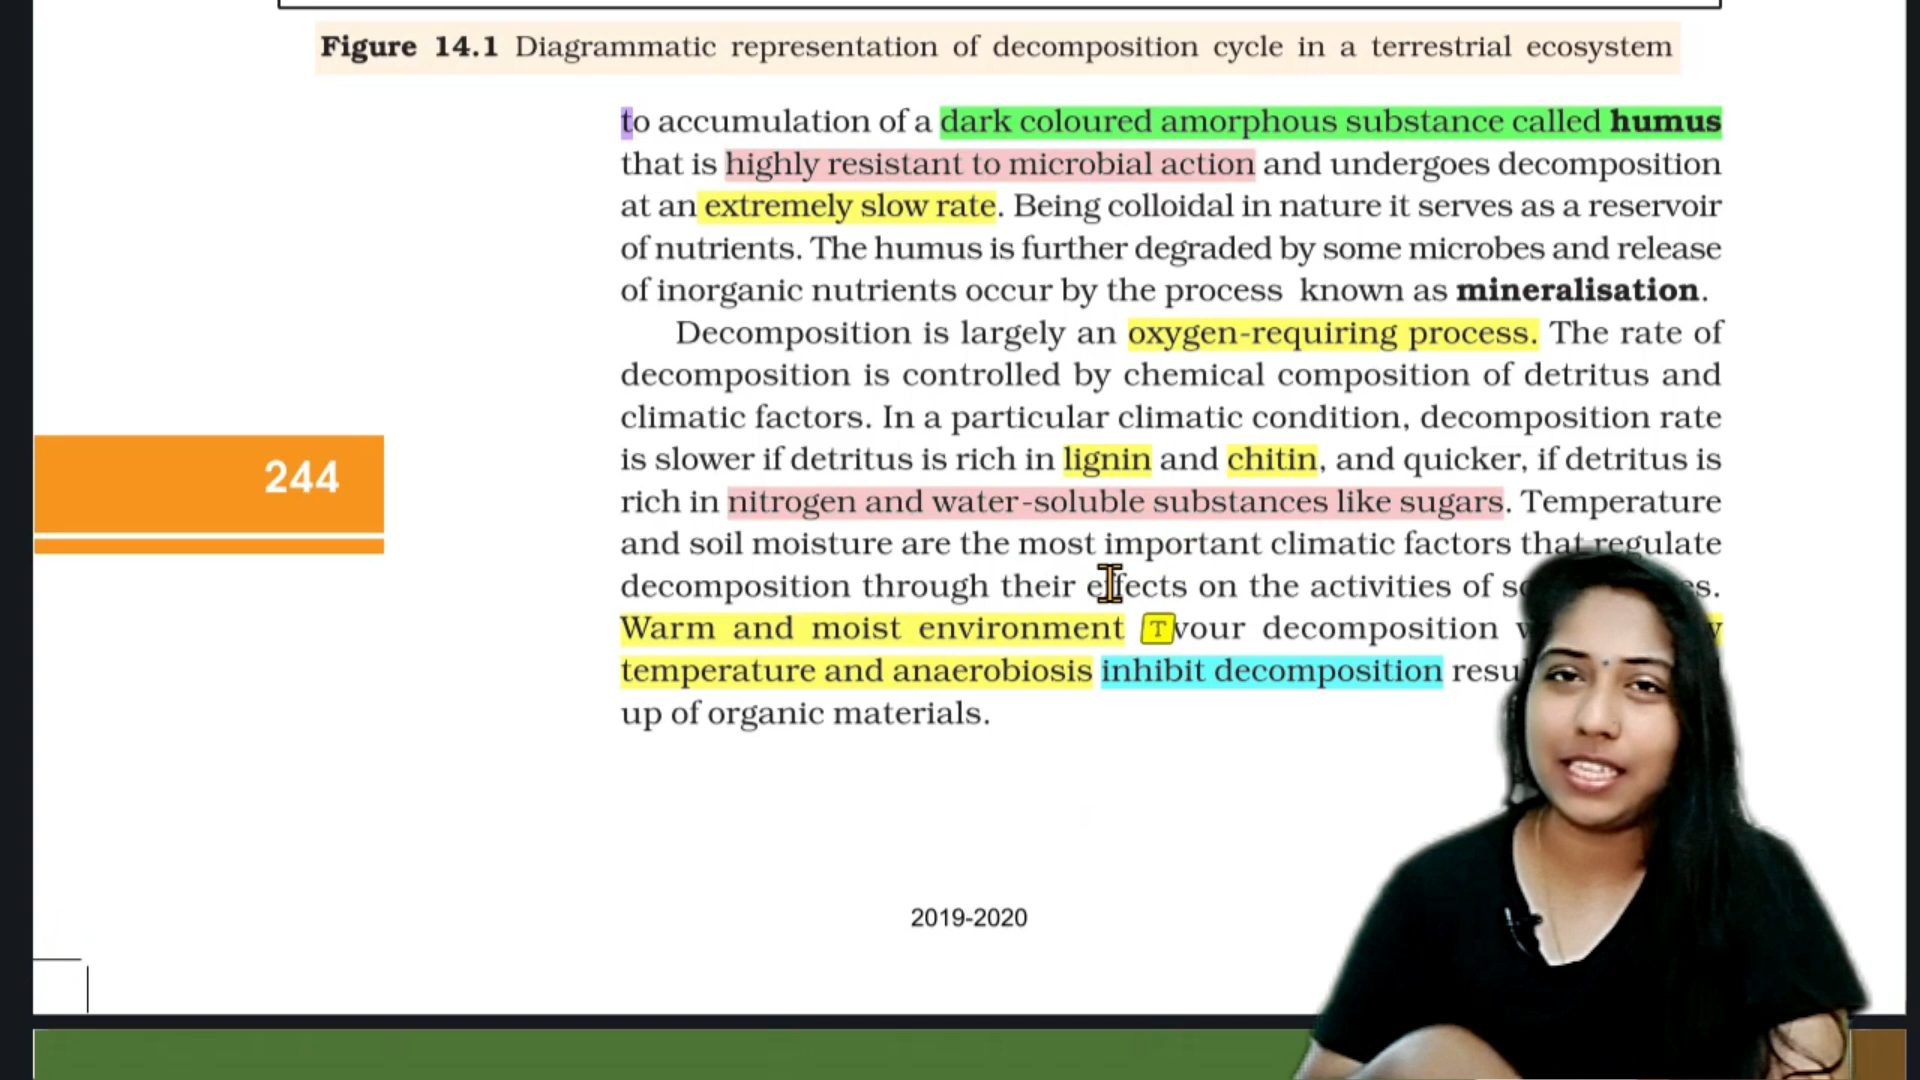 Figure 14.1 Diagrammatic representation of decomposition cycle in a terrestrial ecosystem
to accumulation of a dark coloured amorphous substance called humus
that is highly resistant to microbial action and undergoes decomposition
at an extremely slow rate. Being colloidal in nature it serves as a reservoir
of nutrients. The humus is further degraded by some microbes and release
of inorganic nutrients occur by the process known as mineralisation.
Decomposition is largely an oxygen-requiring process. The rate of
decomposition is controlled by chemical composition of detritus and
climatic factors. In a particular climatic condition, decomposition rate
is slower if detritus is rich in lignin and chitin, and quicker, if detritus is
244
rich in nitrogen and water-soluble substances like sugars. Temperature
and soil moisture are the most important climatic factors that regulate
decomposition through their effects on the activities of
Warm and moist environment T vour decomposition
temperature and anaerobiosis inhibit decomposition
up of organic materials.
2019-2020